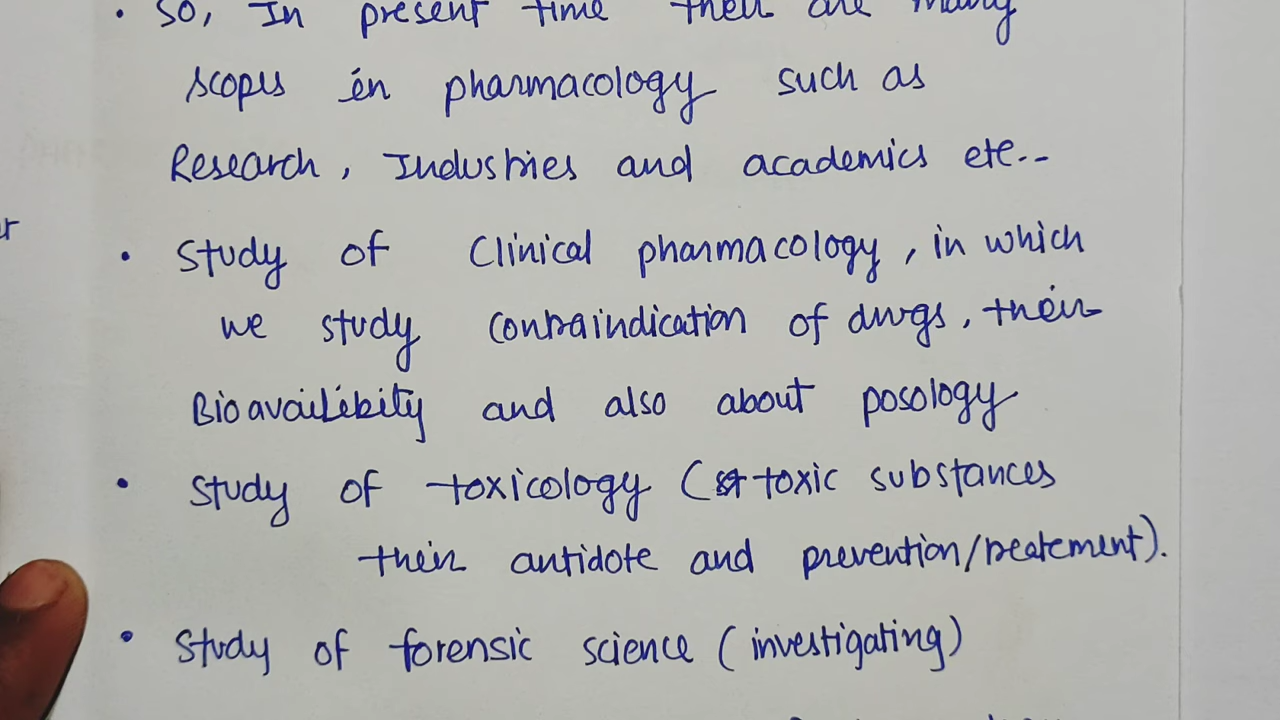 • So, In present time their are many
scopes in pharmacology such as
Research, Industries and academics etc..
• Study of Clinical pharmacology, in which
we study contraindication of drugs, their
Bioavailibity and also about posology
• Study of toxicology (toxic substances
their antidote and prevention/treatement).
• Study of forensic science (investigating)